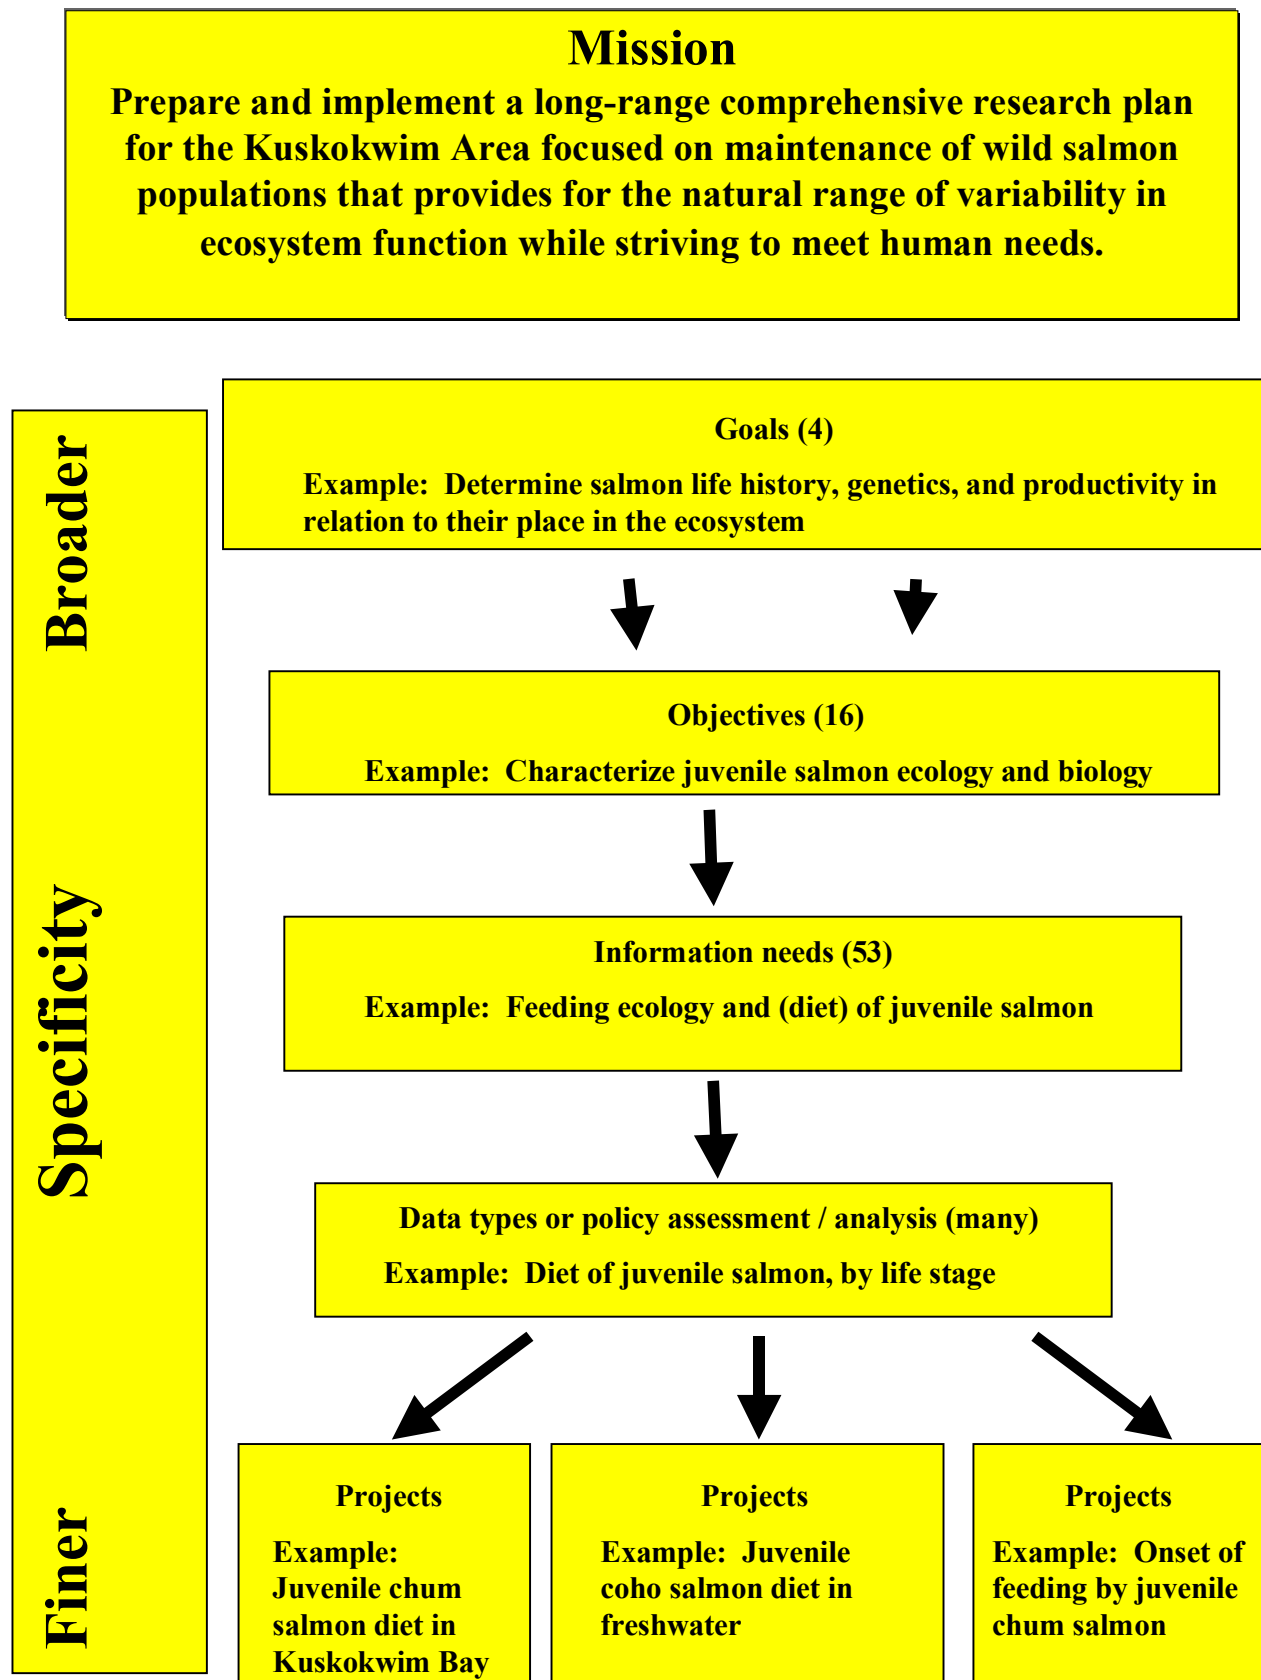 Mission
Prepare and implement a long-range comprehensive research plan
for the Kuskokwim Area focused on maintenance of wild salmon
populations that provides for the natural range of variability in
ecosystem function while striving to meet human needs.
Broader
Specificity
Finer
Goals (4)
Example:  Determine salmon life history, genetics, and productivity in
relation to their place in the ecosystem
Objectives (16)
Example:  Characterize juvenile salmon ecology and biology
Information needs (53)
Example:  Feeding ecology and (diet) of juvenile salmon
Data types or policy assessment / analysis (many)
Example:  Diet of juvenile salmon, by life stage
Projects
Example:
Juvenile chum
salmon diet in
Kuskokwim Bay
Projects
Example:  Juvenile
coho salmon diet in
freshwater
Projects
Example:  Onset of
feeding by juvenile
chum salmon